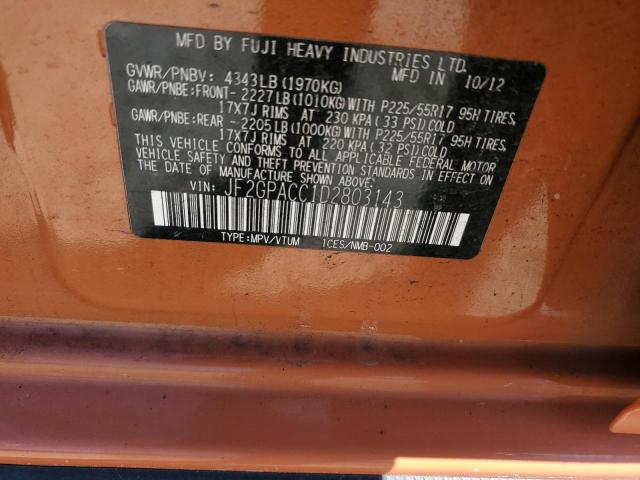 MFD BY FUJI HEAVY INDUSTRIES LTD.
GVWR/PNBV: 4343LB(1970KG) MFD IN 10/12
GAWR/PNBE:FRONT- 2227LB(1010KG)WITH P225/55R17 95H TIRES,
17X7J RIMS AT 230 KPA(33 PSI)COLD
GAWR/PNBE:REAR - 2205LB(1000KG)WITH P225/55R17 95H TIRES,
17X7J RIMS AT 220 KPA(32 PSI)COLD
THIS VEHICLE CONFORMS TO ALL APPLICABLE FEDERAL MOTOR
VEHICLE SAFETY AND THEFT PREVENTION STANDARDS IN EFFECT ON
THE DATE OF MANUFACTURE SHOWN ABOVE.
VIN: JF2GPACC1D2803143
TYPE:MPV/VTUM 1CES/NMB-002